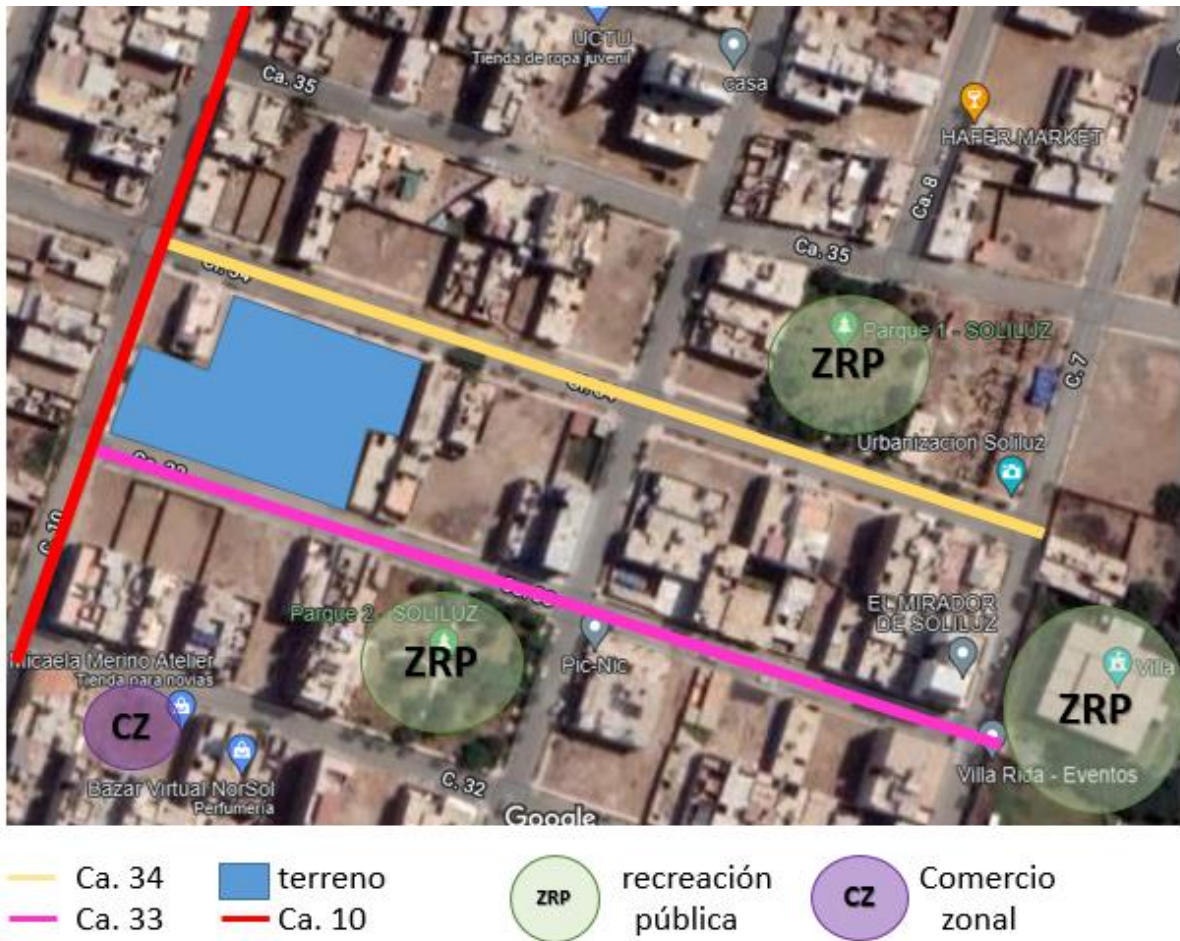 UCTU
Tienda de ropa juvenil
casa
Ca. 35
HAFER MARKET
Ca. 8
Ca. 35
Parque 1 - SOLILUZ
ZRP
C. 7
Urbanizacion Soliluz
C. 10
EL MIRADOR
DE SOLILUZ
Parque 2 - SOLILUZ
ZRP
Pic-Nic
Villa
ZRP
Micaela Merino Atelier
Tienda para novias
CZ
Bazar Virtual NorSol
Perfumería
C. 32
Villa Rida - Eventos
Google
Ca. 34
terreno
ZRP
recreación
pública
CZ
Comercio
zonal
Ca. 33
Ca. 10